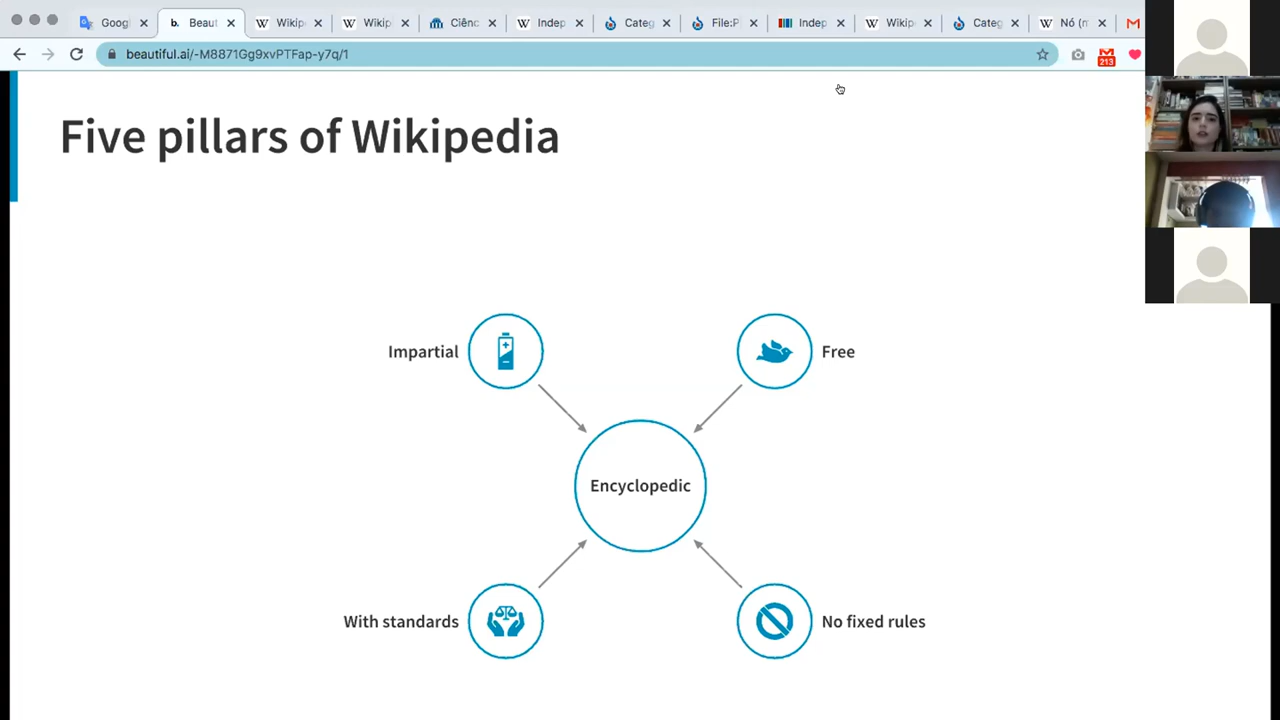 Googl
b. Beaut
Wikip
Wikip
Ciênc
Indep
Categ
File:P
Indep
Wikip
Categ
Nó (m
beautiful.ai/-M8871Gg9xvPTFap-y7q/1
213
Five pillars of Wikipedia
Impartial
Free
Encyclopedic
With standards
No fixed rules